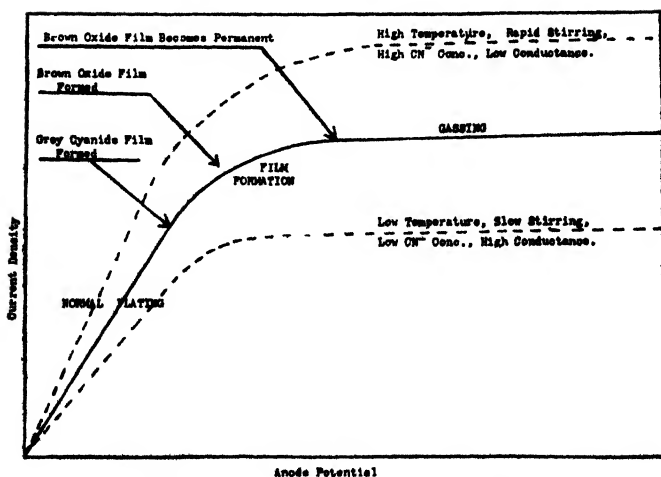 Brown Oxide Film Becomes Permanent
High Temperature, Rapid Stirring,
High CN⁻ Conc., Low Conductance.
Brown Oxide Film
Formed
Grey Cyanide Film
Formed
GASSING
FILM
FORMATION
Low Temperature, Slow Stirring,
Low CN⁻ Conc., High Conductance.
NORMAL PLATING
Current Density
Anode Potential